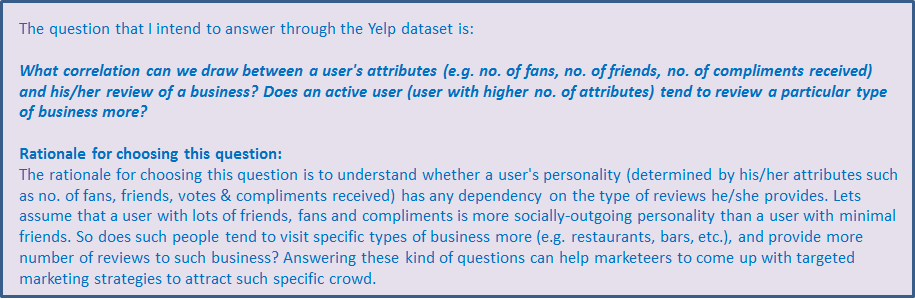 The question that I intend to answer through the Yelp dataset is:
What correlation can we draw between a user's attributes (e.g. no. of fans, no. of friends, no. of compliments received)
and his/her review of a business? Does an active user (user with higher no. of attributes) tend to review a particular type
of business more?
Rationale for choosing this question:
The rationale for choosing this question is to understand whether a user's personality (determined by his/her attributes such
as no. of fans, friends, votes & compliments received) has any dependency on the type of reviews he/she provides. Lets
assume that a user with lots of friends, fans and compliments is more socially-outgoing personality than a user with minimal
friends. So does such people tend to visit specific types of business more (e.g. restaurants, bars, etc.), and provide more
number of reviews to such business? Answering these kind of questions can help marketeers to come up with targeted
marketing strategies to attract such specific crowd.